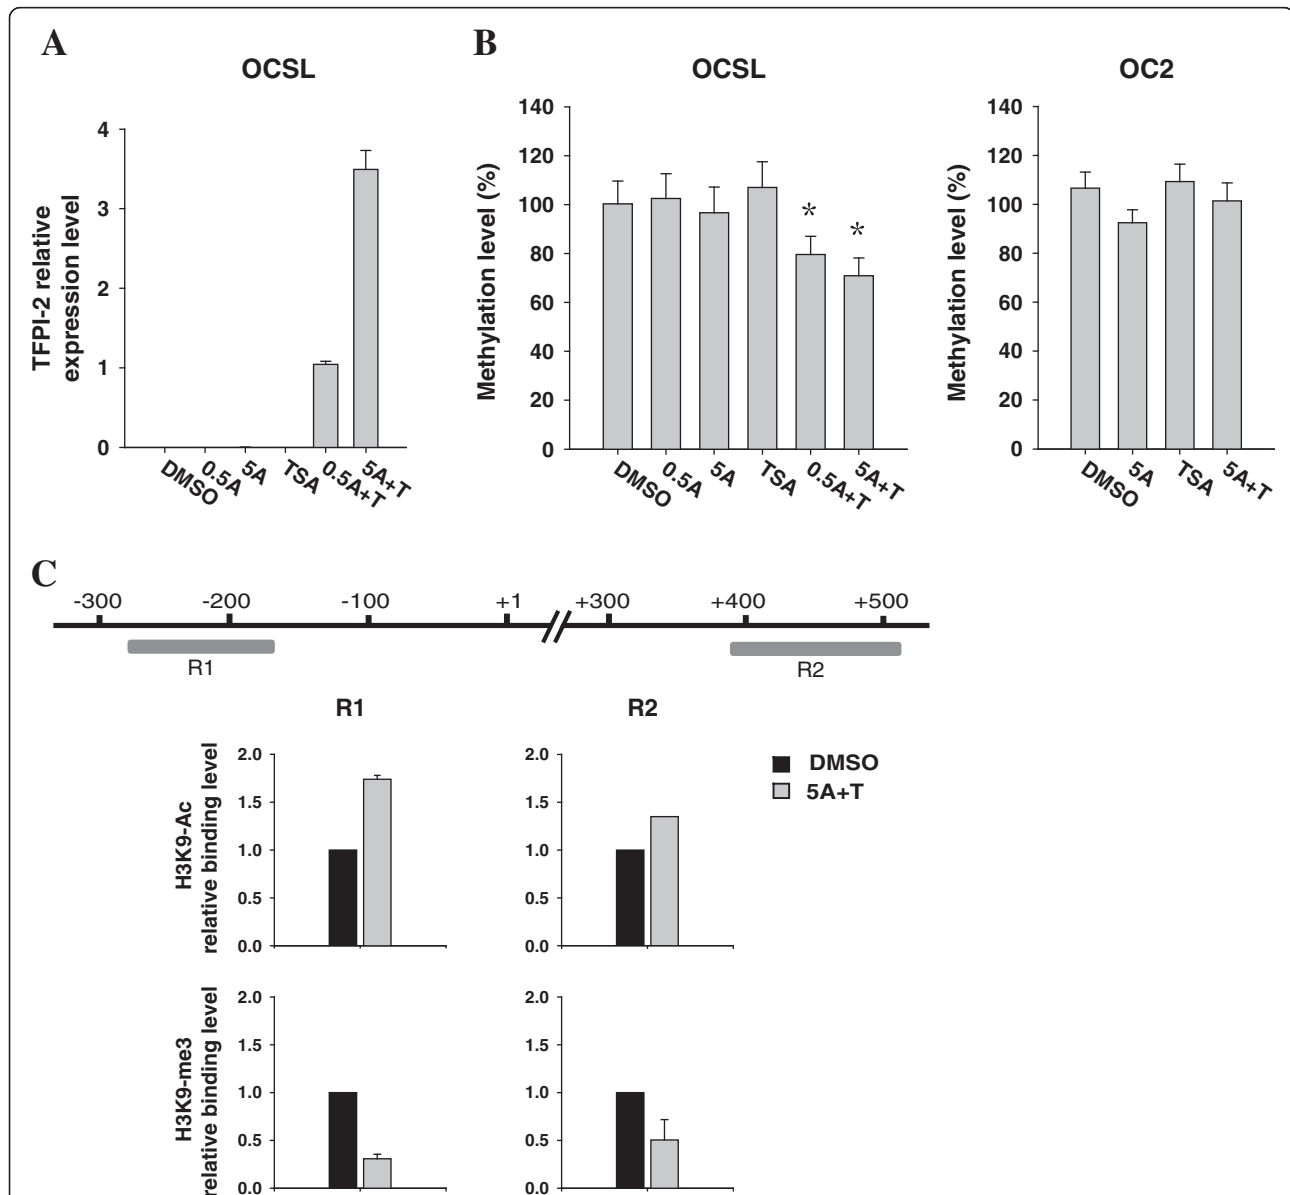 A
OCSL
TFPI-2 relative
expression level
4
3
2
1
0
DMSO
0.5A
5A
TSA
0.5A+T
5A+T
B
OCSL
Methylation level (%)
140
120
100
80
60
40
20
0
*
*
DMSO
0.5A
5A
TSA
0.5A+T
5A+T
OC2
Methylation level (%)
140
120
100
80
60
40
20
0
DMSO
5A
TSA
5A+T
C
-300 -200 -100 +1 +300 +400 +500
R1
R2
R1
H3K9-Ac
relative binding level
2.0
1.5
1.0
0.5
0.0
R2
2.0
1.5
1.0
0.5
0.0
DMSO
5A+T
H3K9-me3
relative binding level
2.0
1.5
1.0
0.5
0.0
2.0
1.5
1.0
0.5
0.0